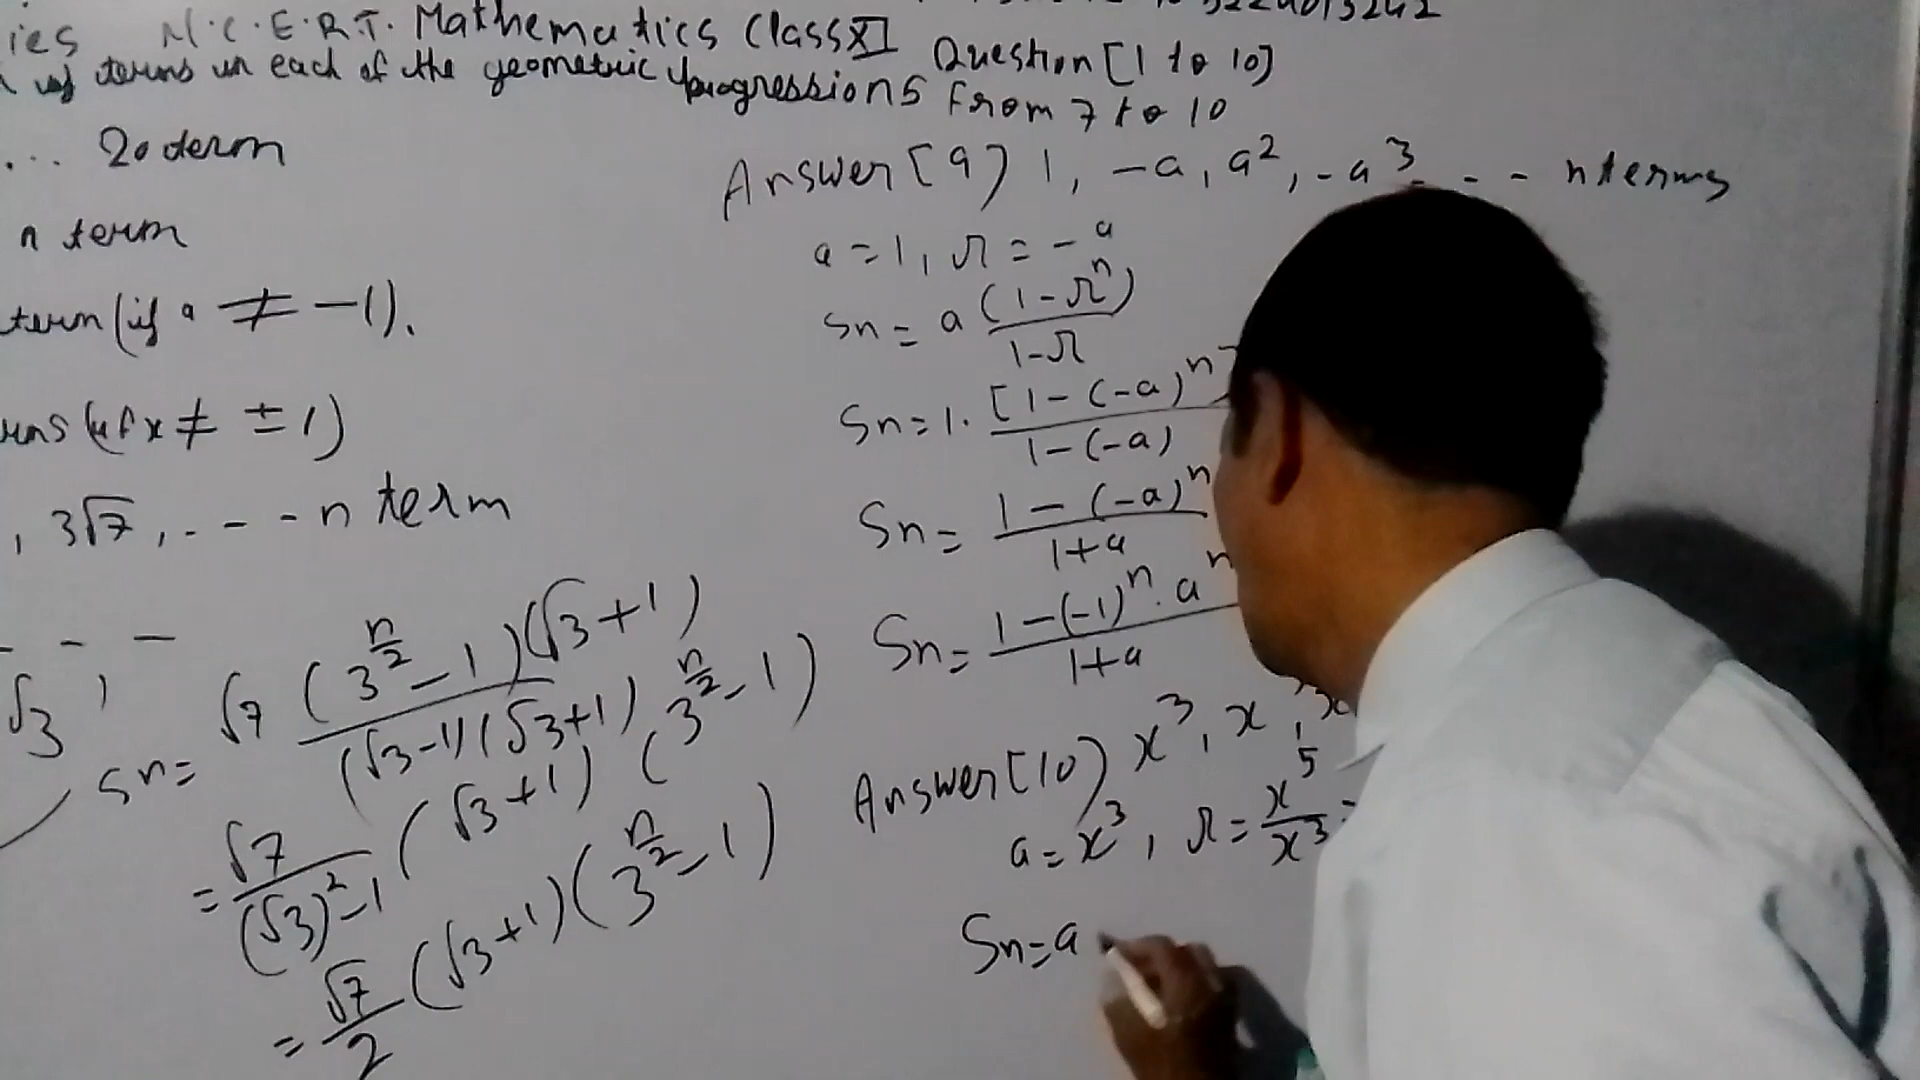 ies N.C.E.R.T. Mathematics Class XI Question [1 to 10]
of terms in each of the geometric progressions from 7 to 10
... 20 term
n term
term (if a ≠ -1).
(if x ≠ ±1)
, 3√7, - - - n term
- - -
√3 ,
Sn = √7 (3^(n/2) - 1)(√3+1) / (√3-1)(√3+1)
= √7 / ((√3)²-1) (√3+1) (3^(n/2) - 1)
= √7/2 (√3+1)(3^(n/2) - 1)
Answer [9) 1, -a, a², -a³ - - - n terms
a = 1, r = -a
Sn = a (1-r^n) / 1-r
Sn = 1. [1-(-a)^n] / 1-(-a)
Sn = 1-(-a)^n / 1+a
Sn = 1-(-1)^n . a^n / 1+a
Answer [10) x³, x⁵,
a = x³, r = x⁵/x³ =
Sn = a